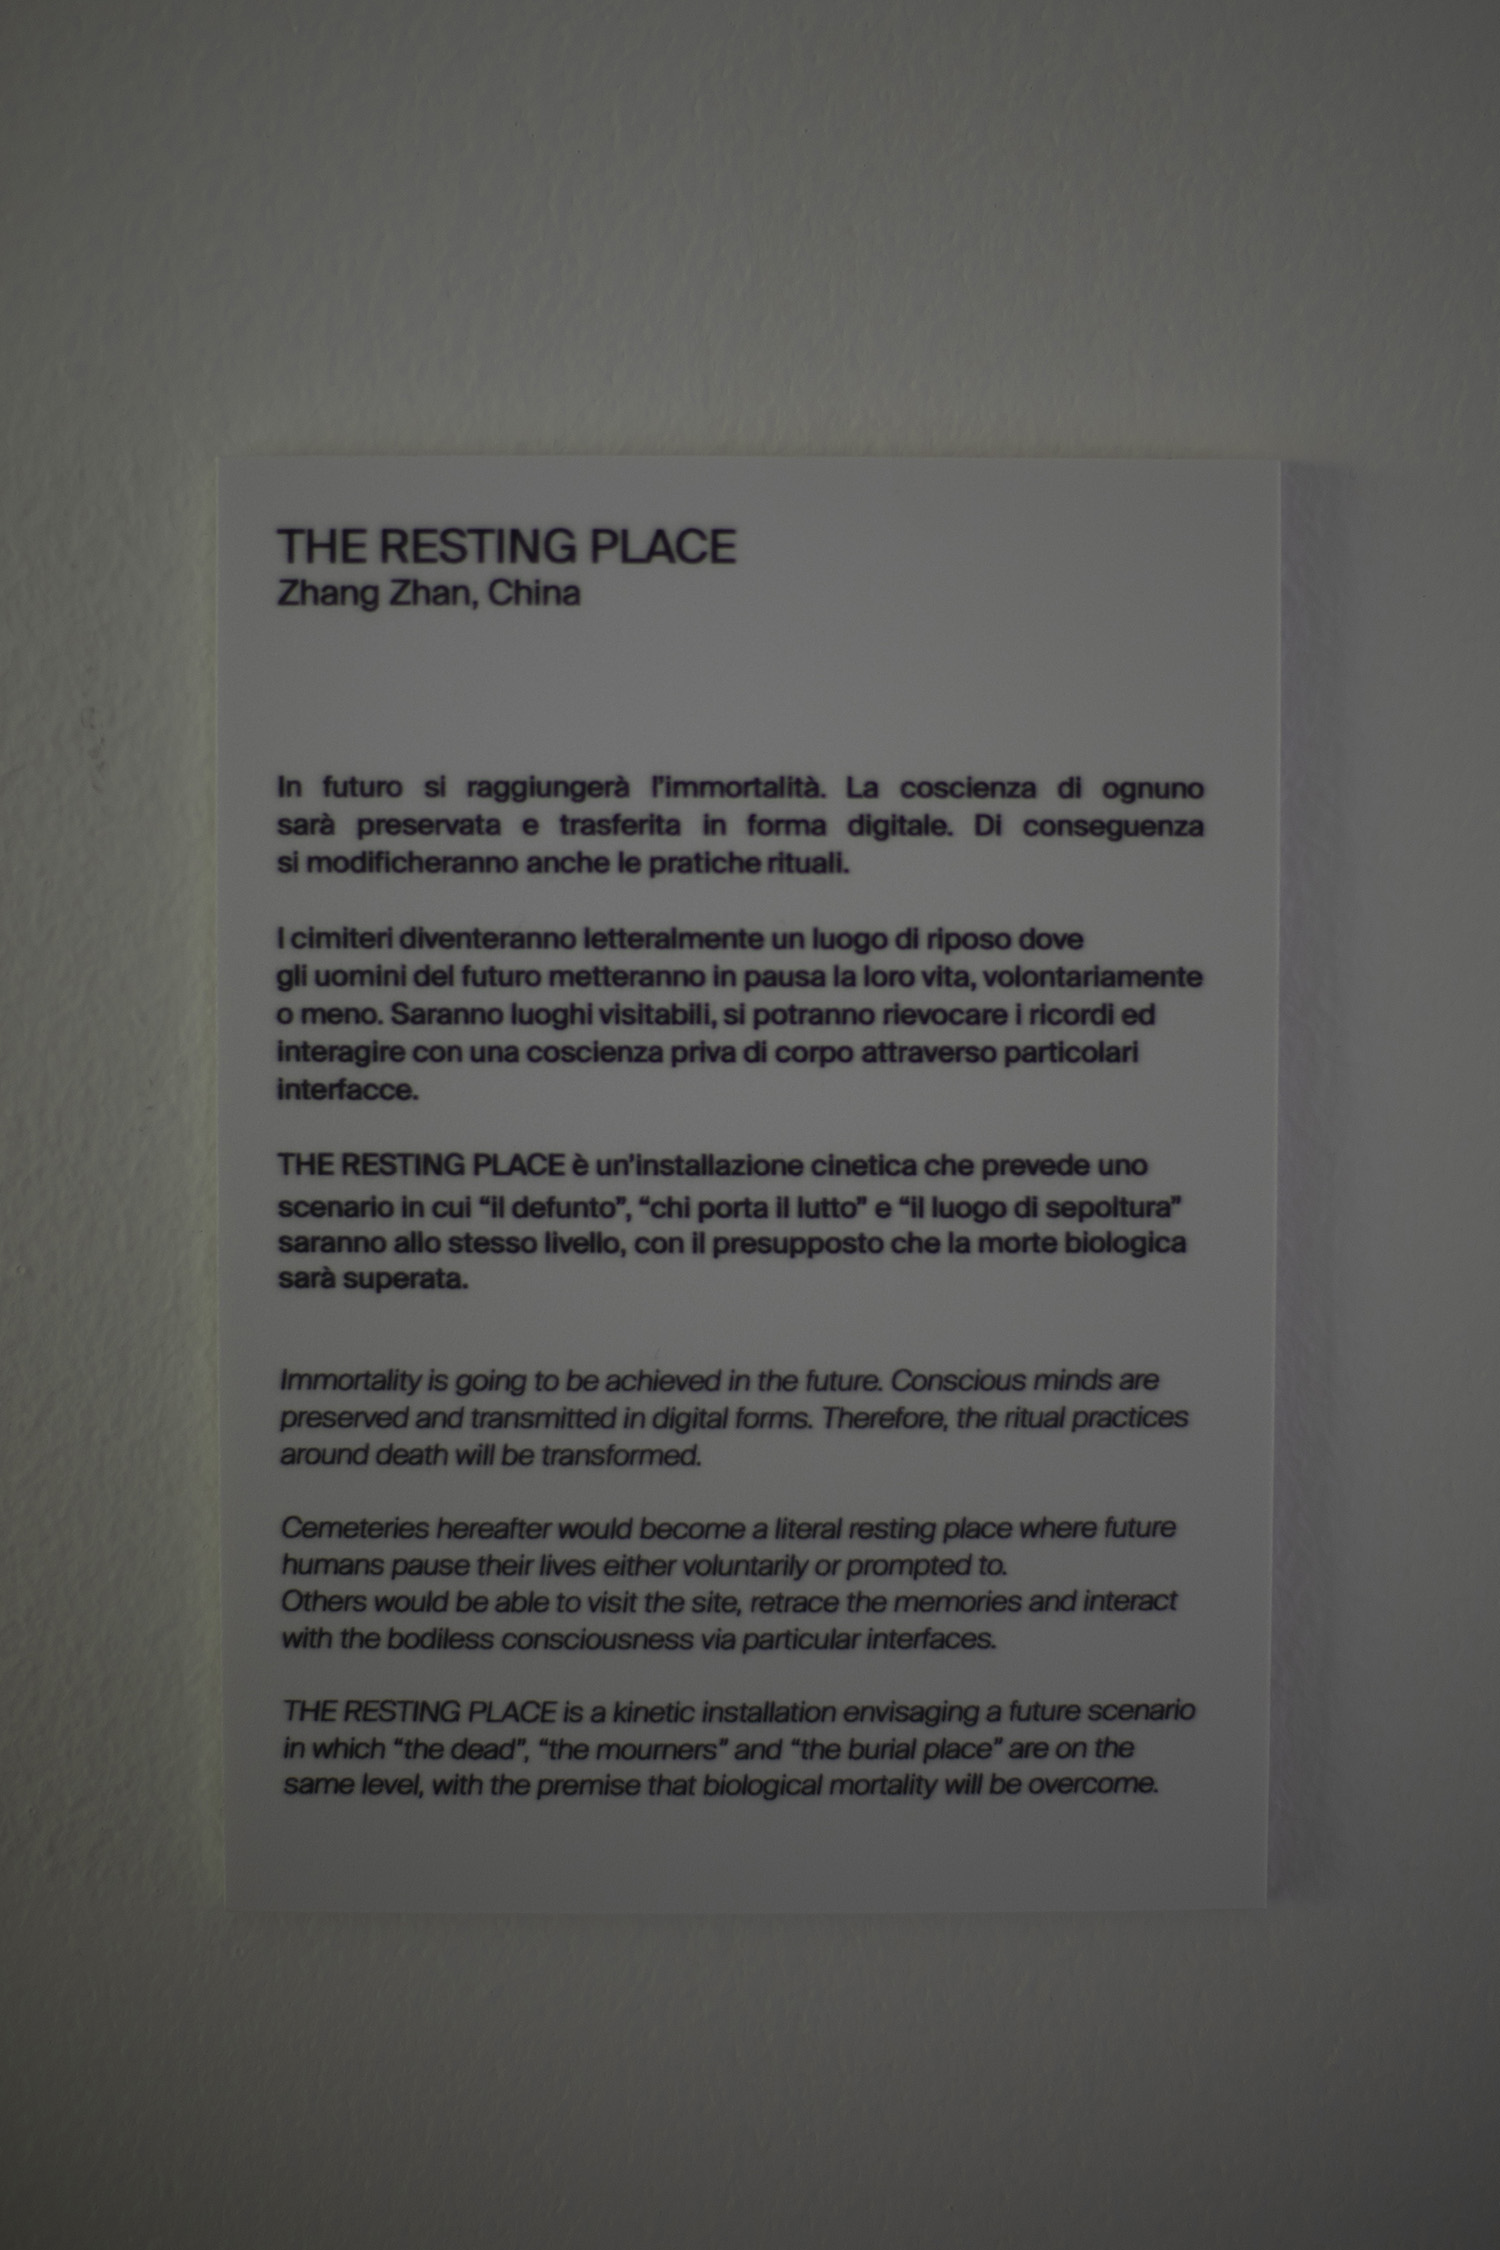 THE RESTING PLACE
Zhang Zhan, China
In futuro si raggiungerà l'immortalità. La coscienza di ognuno
sarà preservata e trasferita in forma digitale. Di conseguenza
si modificheranno anche le pratiche rituali.
I cimiteri diventeranno letteralmente un luogo di riposo dove
gli uomini del futuro metteranno in pausa la loro vita, volontariamente
o meno. Saranno luoghi visitabili, si potranno rievocare i ricordi ed
interagire con una coscienza priva di corpo attraverso particolari
interfacce.
THE RESTING PLACE è un'installazione cinetica che prevede uno
scenario in cui “il defunto”, “chi porta il lutto” e “il luogo di sepoltura”
saranno allo stesso livello, con il presupposto che la morte biologica
sarà superata.
Immortality is going to be achieved in the future. Conscious minds are
preserved and transmitted in digital forms. Therefore, the ritual practices
around death will be transformed.
Cemeteries hereafter would become a literal resting place where future
humans pause their lives either voluntarily or prompted to.
Others would be able to visit the site, retrace the memories and interact
with the bodiless consciousness via particular interfaces.
THE RESTING PLACE is a kinetic installation envisaging a future scenario
in which “the dead”, “the mourners” and “the burial place” are on the
same level, with the premise that biological mortality will be overcome.